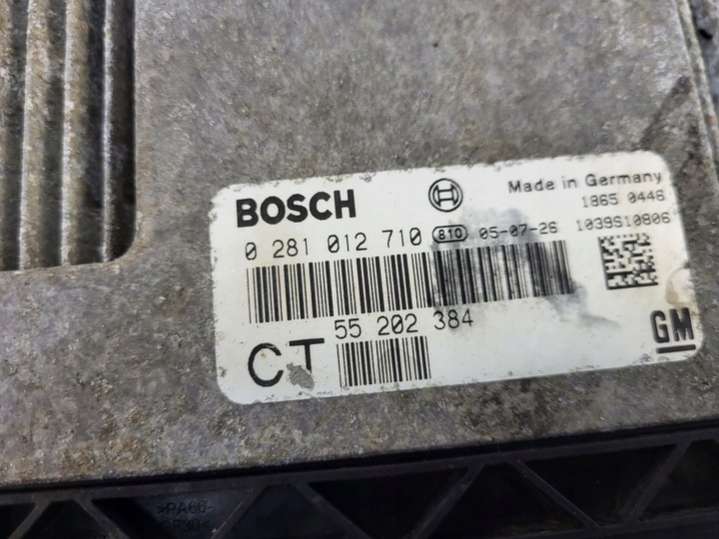 BOSCH
Made in Germany
1865 0446
0 281 012 710 810 05-07-26 1039S10806
55 202 384
CT
GM
>PA66-